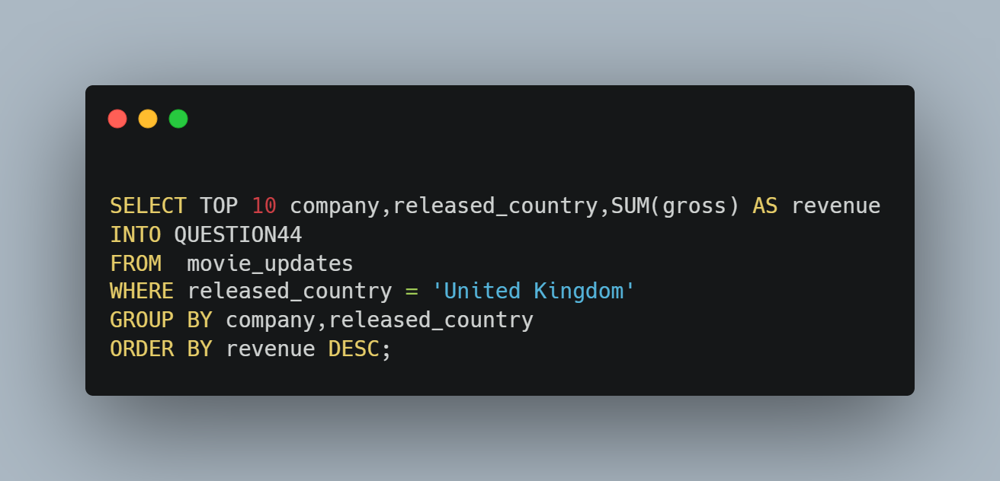 SELECT TOP 10 company,released_country,SUM(gross) AS revenue
INTO QUESTION44
FROM  movie_updates
WHERE released_country = 'United Kingdom'
GROUP BY company,released_country
ORDER BY revenue DESC;